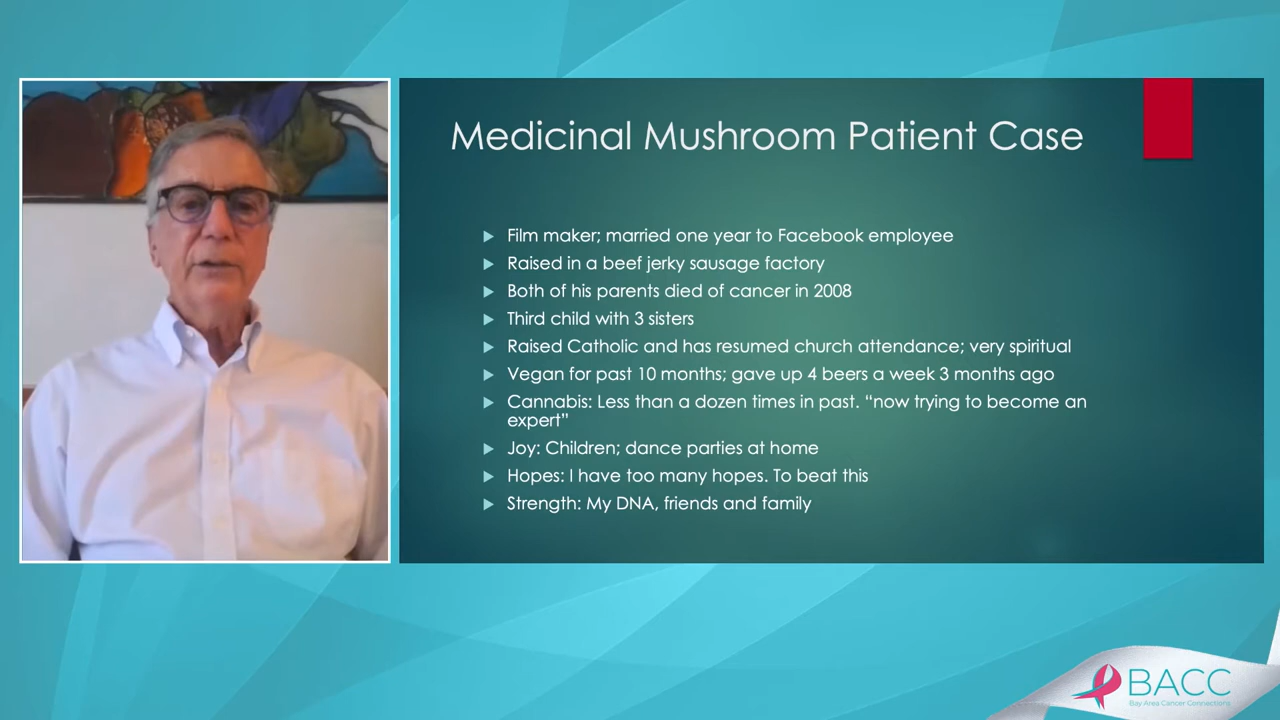 Medicinal Mushroom Patient Case
Film maker; married one year to Facebook employee
Raised in a beef jerky sausage factory
Both of his parents died of cancer in 2008
Third child with 3 sisters
Raised Catholic and has resumed church attendance; very spiritual
Vegan for past 10 months; gave up 4 beers a week 3 months ago
Cannabis: Less than a dozen times in past. “now trying to become an
expert”
Joy: Children; dance parties at home
Hopes: I have too many hopes. To beat this
Strength: My DNA, friends and family
BACC
Bay Area Cancer Connections